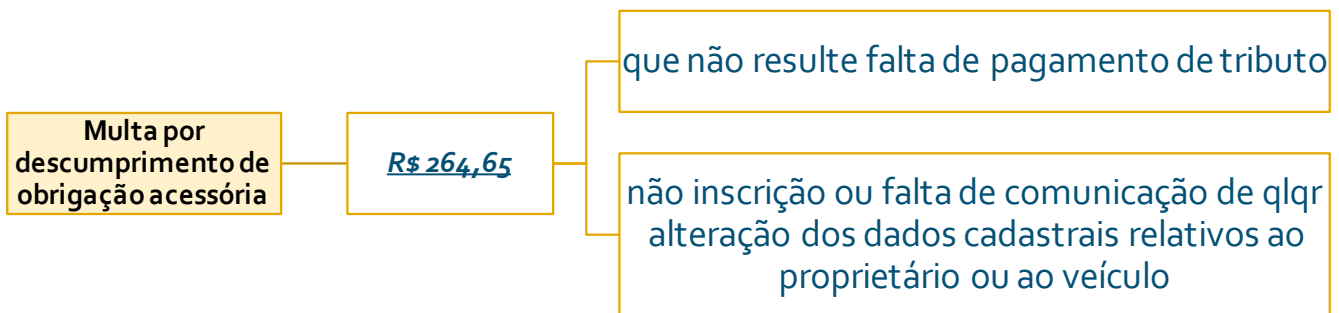 Multa por
descumprimento de
obrigação acessória
R$ 264,65
que não resulte falta de pagamento de tributo
não inscrição ou falta de comunicação de qlqr
alteração dos dados cadastrais relativos ao
proprietário ou ao veículo